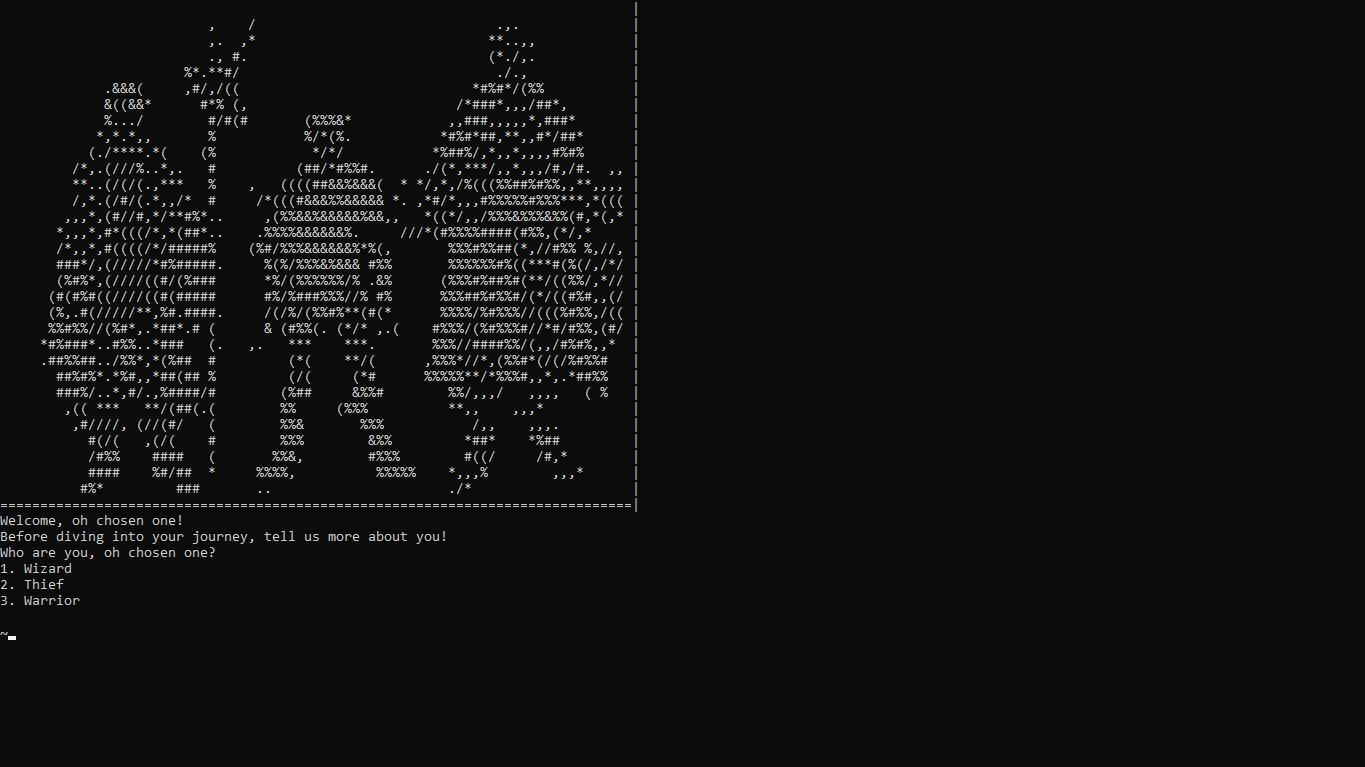 Welcome, oh chosen one!
Before diving into your journey, tell us more about you!
Who are you, oh chosen one?
1. Wizard
2. Thief
3. Warrior
~